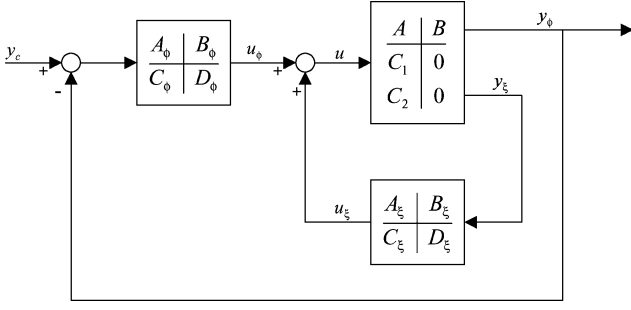 y_c
+
-
A_ϕ B_ϕ
C_ϕ D_ϕ
u_ϕ
+
+
u
A B
C_1 0
C_2 0
y_ϕ
y_ξ
u_ξ
A_ξ B_ξ
C_ξ D_ξ